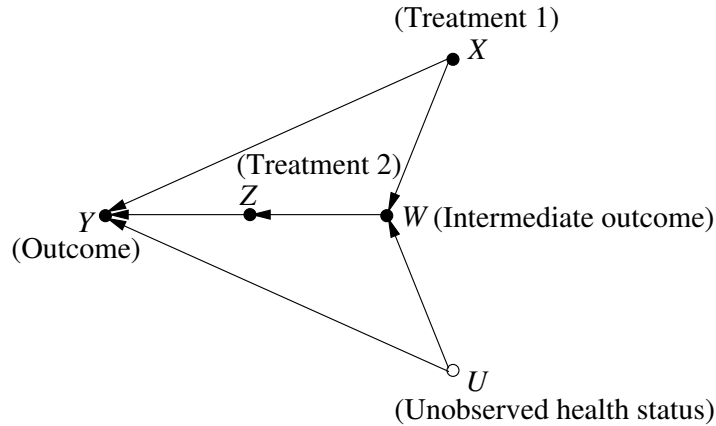 (Treatment 1)
X
(Treatment 2)
Z
Y
W (Intermediate outcome)
(Outcome)
U
(Unobserved health status)